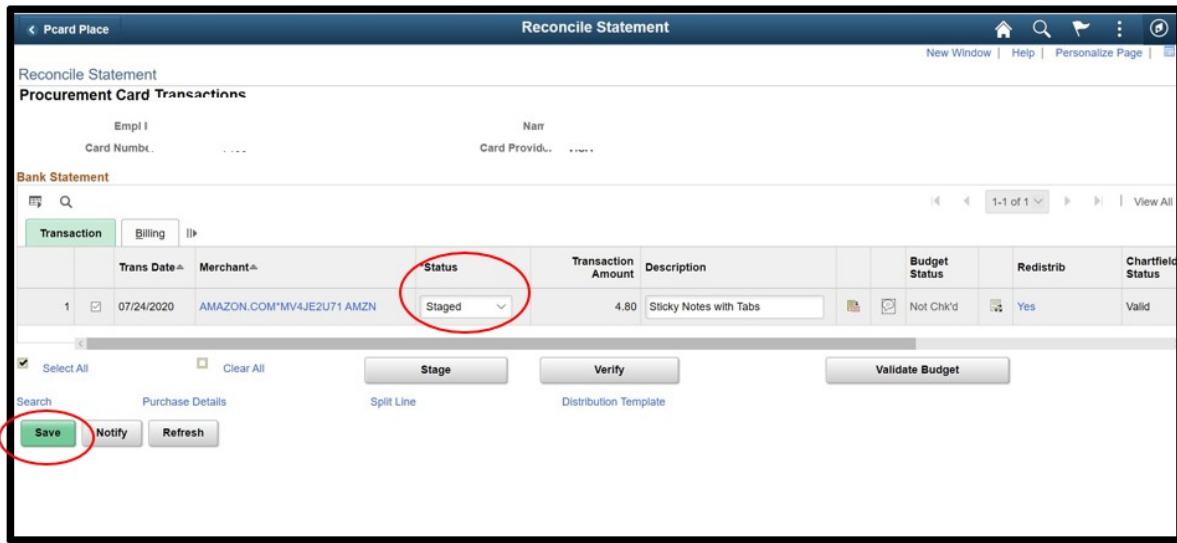 Pcard Place Reconcile Statement
New Window | Help | Personalize Page |
Reconcile Statement
Procurement Card Transactions
Empl
Card Card
Bank Statement
1-1 of 1 | View All
Transaction Billing
Trans Date Merchant *Status Transaction Amount Description Budget Status Redistrib Chartfield Status
1 07/24/2020 AMAZON.COM*MV4JE2U71 AMZN Staged 4.80 Sticky Notes with Tabs Not Chk'd Yes Valid
Select All Clear All Stage Verify Validate Budget
Search Purchase Details Split Line Distribution Template
Save Notify Refresh